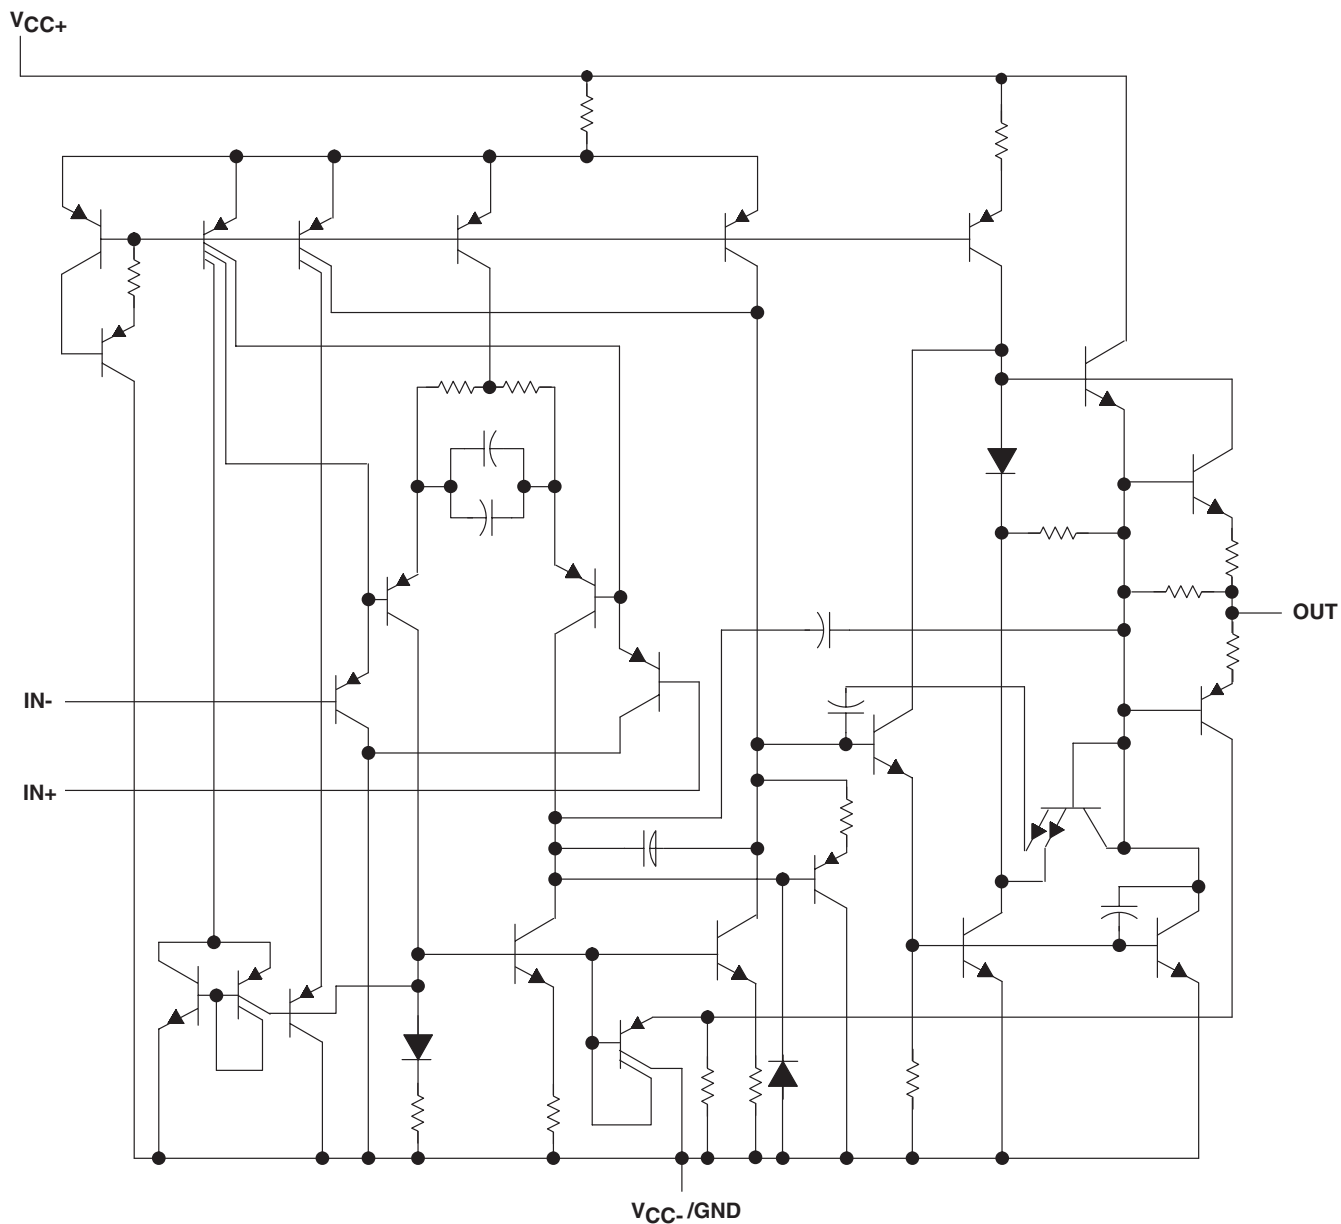 VCC+
OUT
IN-
IN+
VCC- /GND